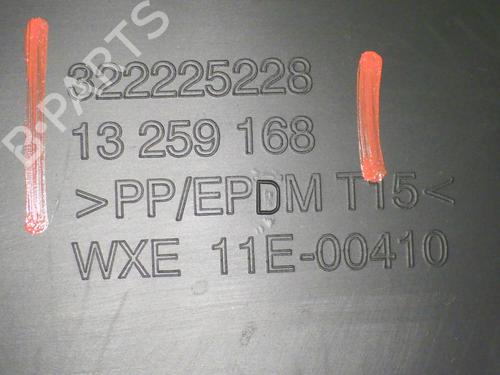 322225228
13 259 168
>PP/EPDM T15<
WXE 11E-00410
B-PARTS